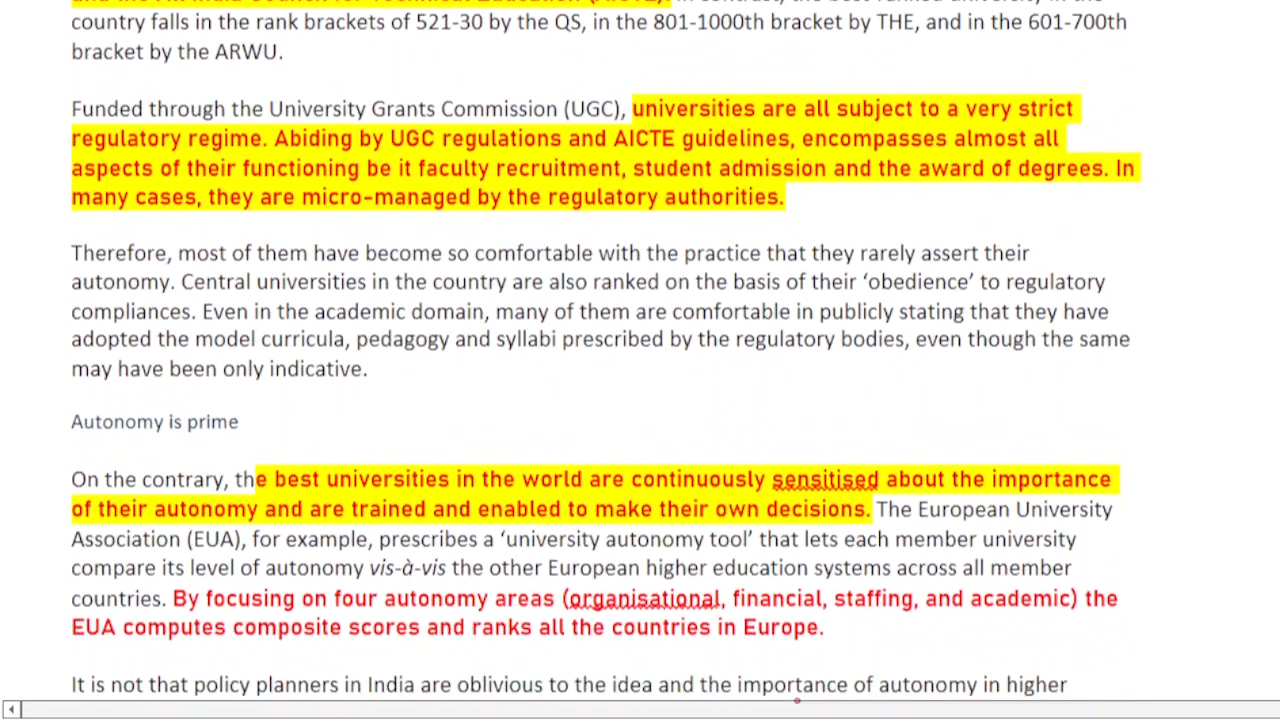 country falls in the rank brackets of 521-30 by the QS, in the 801-1000th bracket by THE, and in the 601-700th
bracket by the ARWU.
Funded through the University Grants Commission (UGC), universities are all subject to a very strict
regulatory regime. Abiding by UGC regulations and AICTE guidelines, encompasses almost all
aspects of their functioning be it faculty recruitment, student admission and the award of degrees. In
many cases, they are micro-managed by the regulatory authorities.
Therefore, most of them have become so comfortable with the practice that they rarely assert their
autonomy. Central universities in the country are also ranked on the basis of their ‘obedience’ to regulatory
compliances. Even in the academic domain, many of them are comfortable in publicly stating that they have
adopted the model curricula, pedagogy and syllabi prescribed by the regulatory bodies, even though the same
may have been only indicative.
Autonomy is prime
On the contrary, the best universities in the world are continuously sensitised about the importance
of their autonomy and are trained and enabled to make their own decisions. The European University
Association (EUA), for example, prescribes a ‘university autonomy tool’ that lets each member university
compare its level of autonomy vis-à-vis the other European higher education systems across all member
countries. By focusing on four autonomy areas (organisational, financial, staffing, and academic) the
EUA computes composite scores and ranks all the countries in Europe.
It is not that policy planners in India are oblivious to the idea and the importance of autonomy in higher